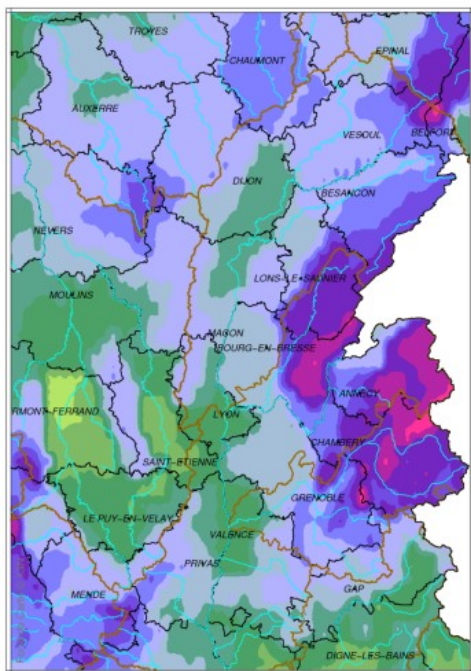 TROYES
EPINAL
CHAUMONT
AUXERRE
BELFORT
VESOUL
DIJON
BESANCON
NEVERS
LONS-LE-SAUNIER
MOULINS
MACON
BOURG-EN-BRESSE
ANNECY
RMONT-FERRAND
LYON
CHAMBERY
SAINT-ETIENNE
GRENOBLE
LE PUY-EN-VELAY
VALENCE
PRIVAS
GAP
MENDE
DIGNE-LES-BAINS